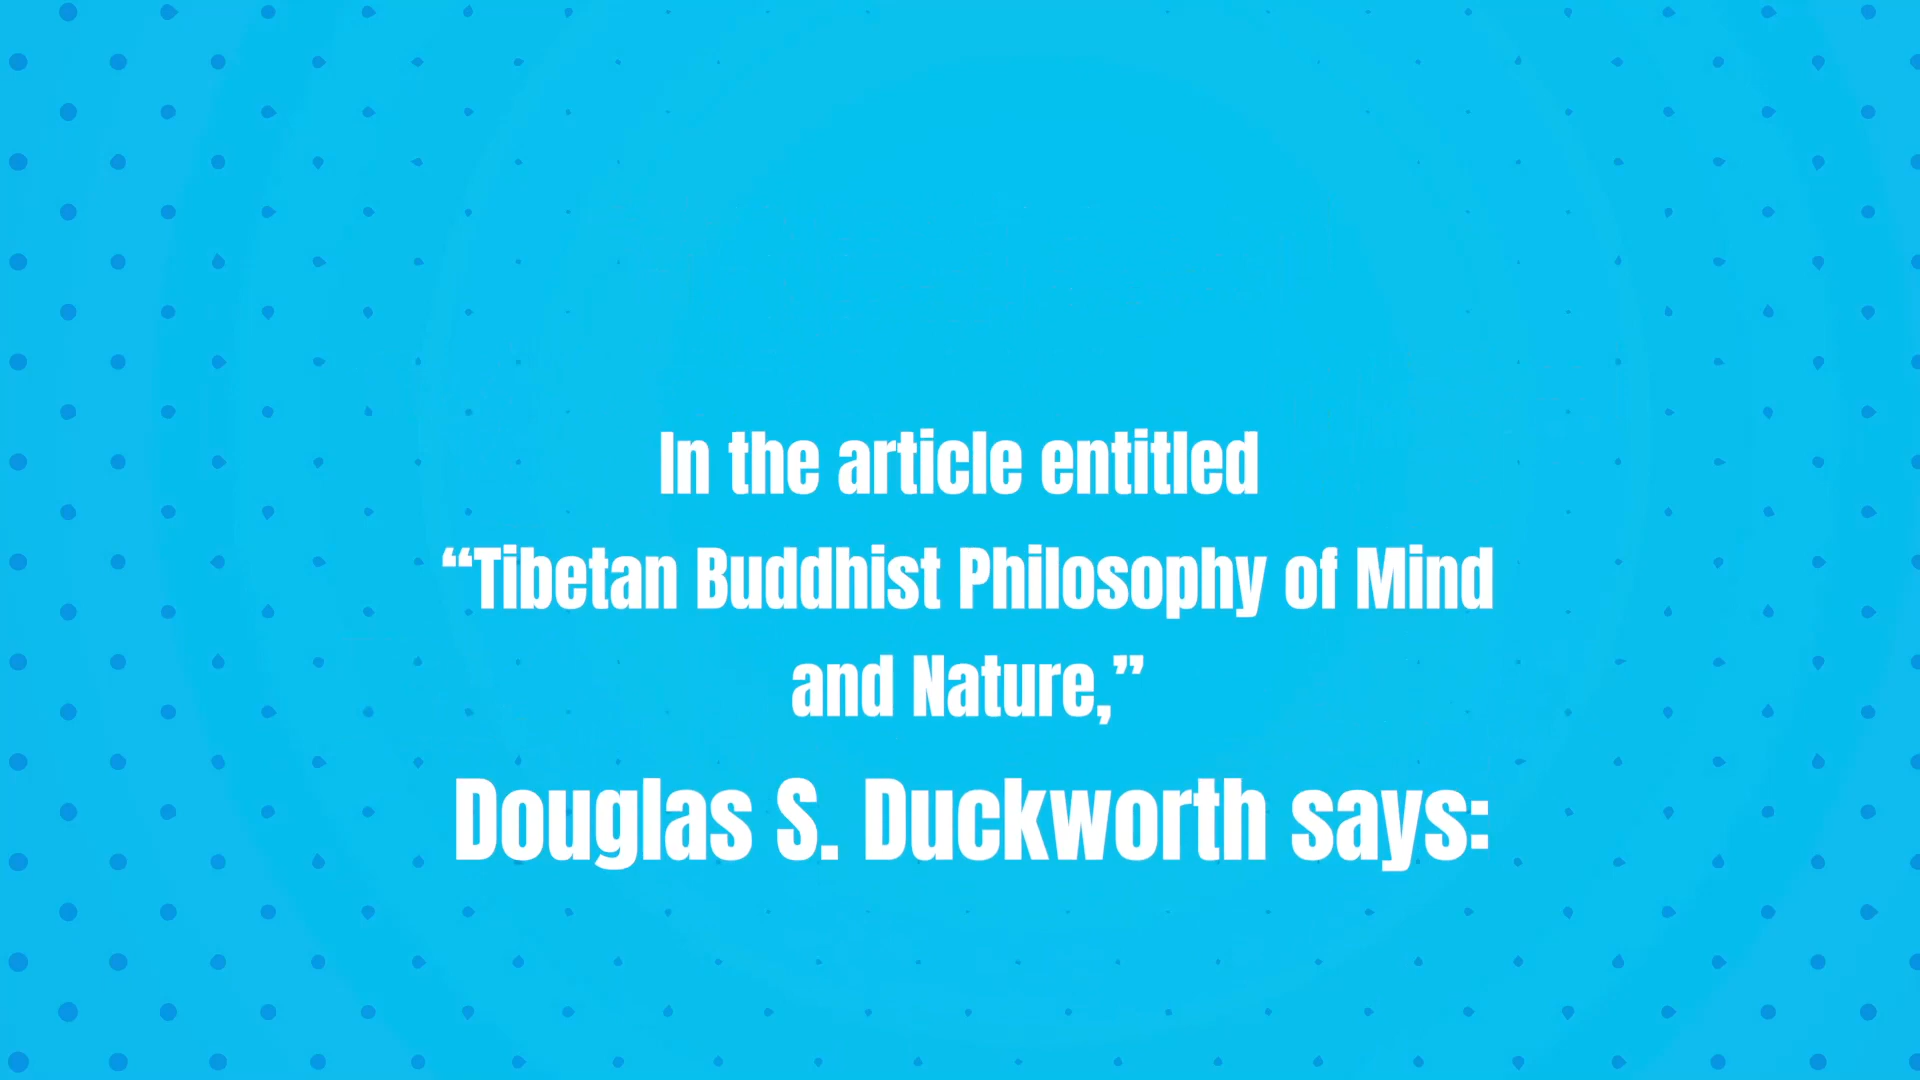 In the article entitled
“Tibetan Buddhist Philosophy of Mind
and Nature,”
Douglas S. Duckworth says: